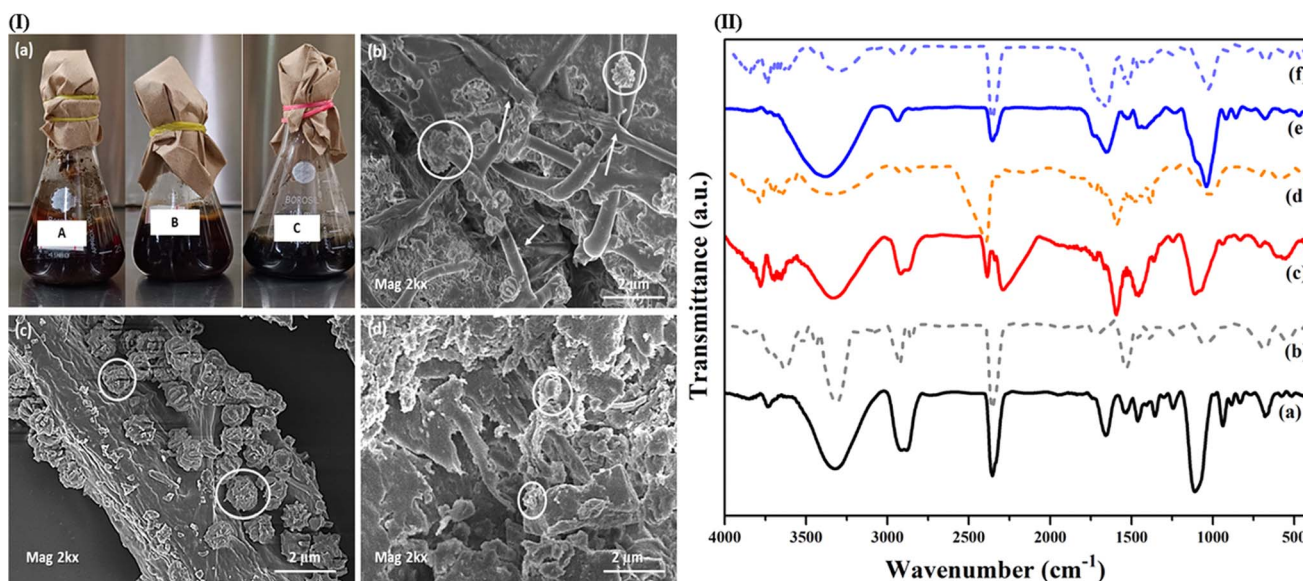 (I)
(a)
A
B
C
BOROSIL
(b)
Mag 2kx
2 μm
(c)
Mag 2kx
2 μm
(d)
Mag 2kx
2 μm
(II)
Transmittance (a.u.)
(f)
(e)
(d)
(c)
(b)
(a)
4000 3500 3000 2500 2000 1500 1000 500
Wavenumber (cm⁻¹)